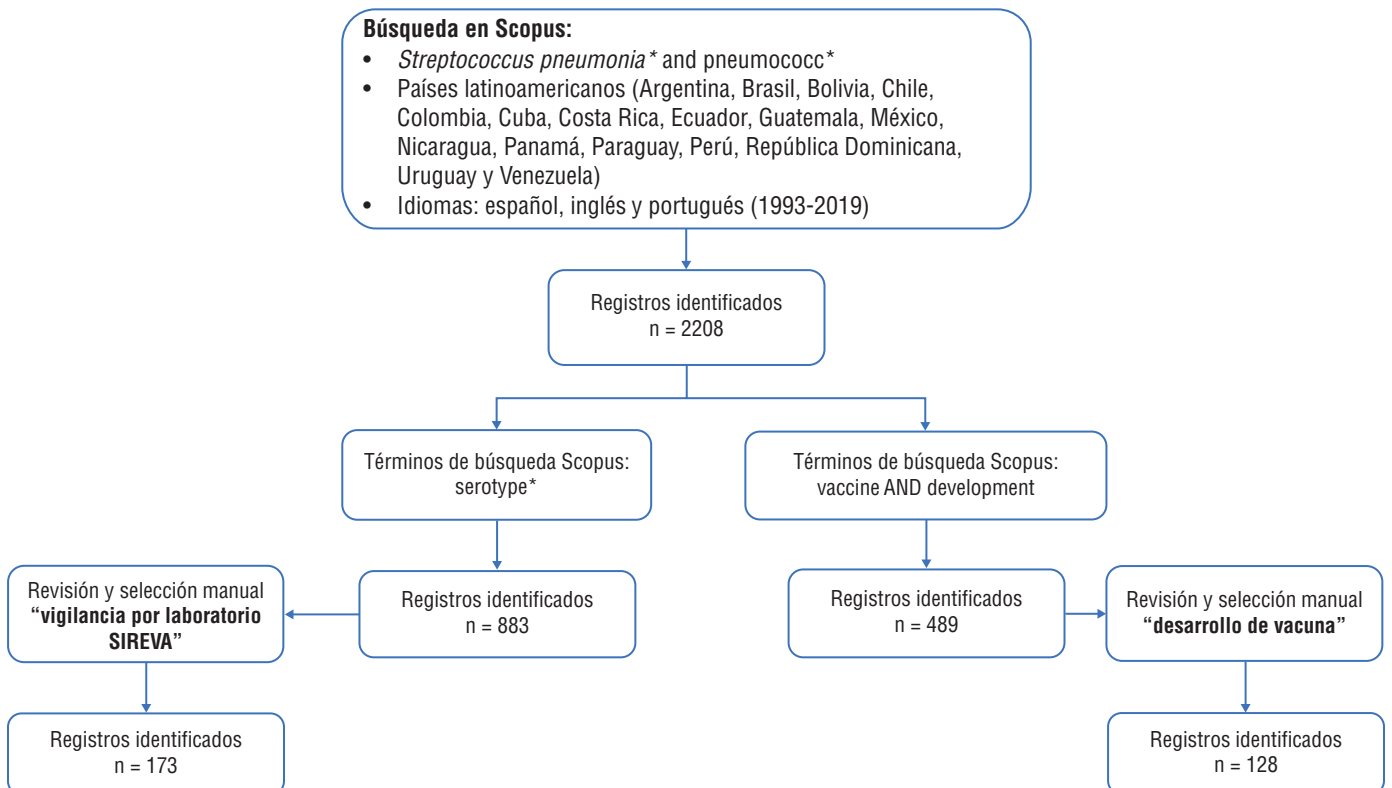 Búsqueda en Scopus:
• Streptococcus pneumonia* and pneumococc*
• Países latinoamericanos (Argentina, Brasil, Bolivia, Chile,
Colombia, Cuba, Costa Rica, Ecuador, Guatemala, México,
Nicaragua, Panamá, Paraguay, Perú, República Dominicana,
Uruguay y Venezuela)
• Idiomas: español, inglés y portugués (1993-2019)
Registros identificados
n = 2208
Términos de búsqueda Scopus:
serotype*
Términos de búsqueda Scopus:
vaccine AND development
Revisión y selección manual
“vigilancia por laboratorio
SIREVA”
Registros identificados
n = 883
Registros identificados
n = 489
Revisión y selección manual
“desarrollo de vacuna”
Registros identificados
n = 173
Registros identificados
n = 128